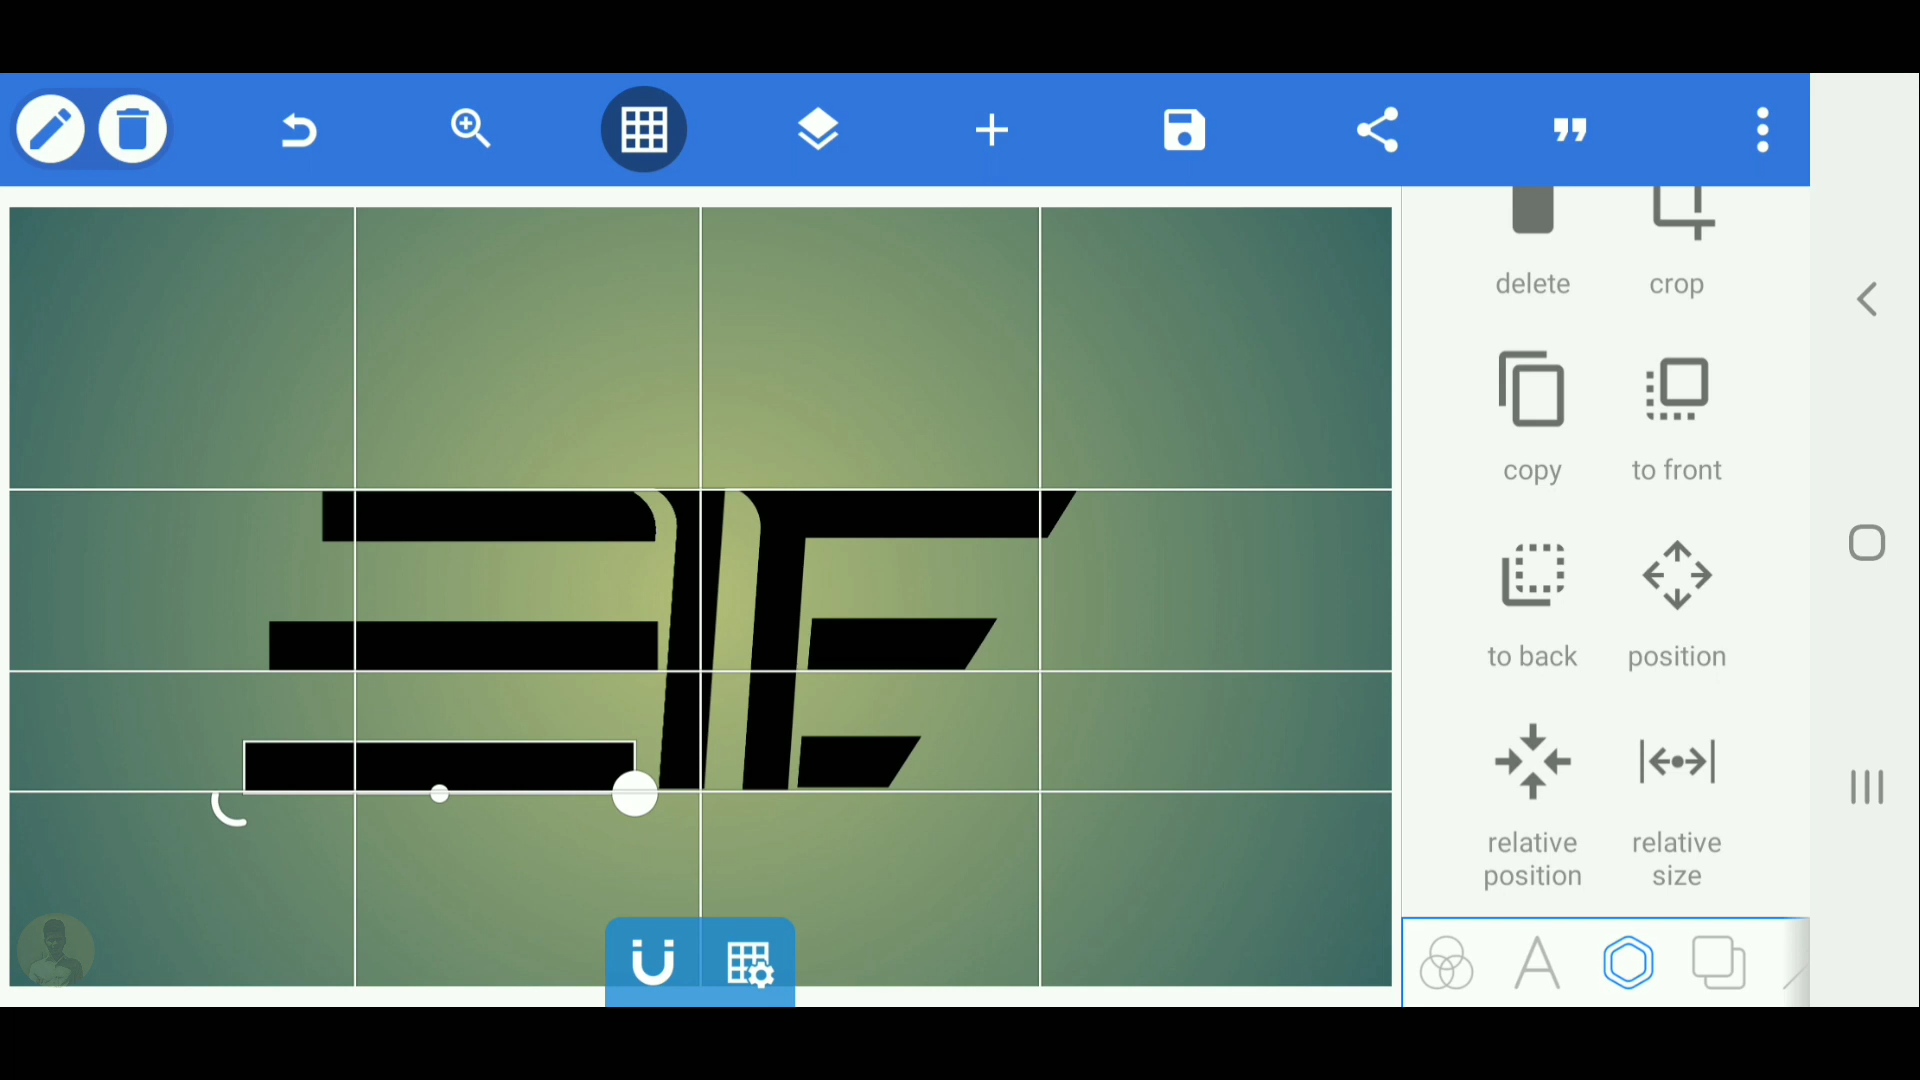 delete crop
copy to front
to back position
relative position relative size